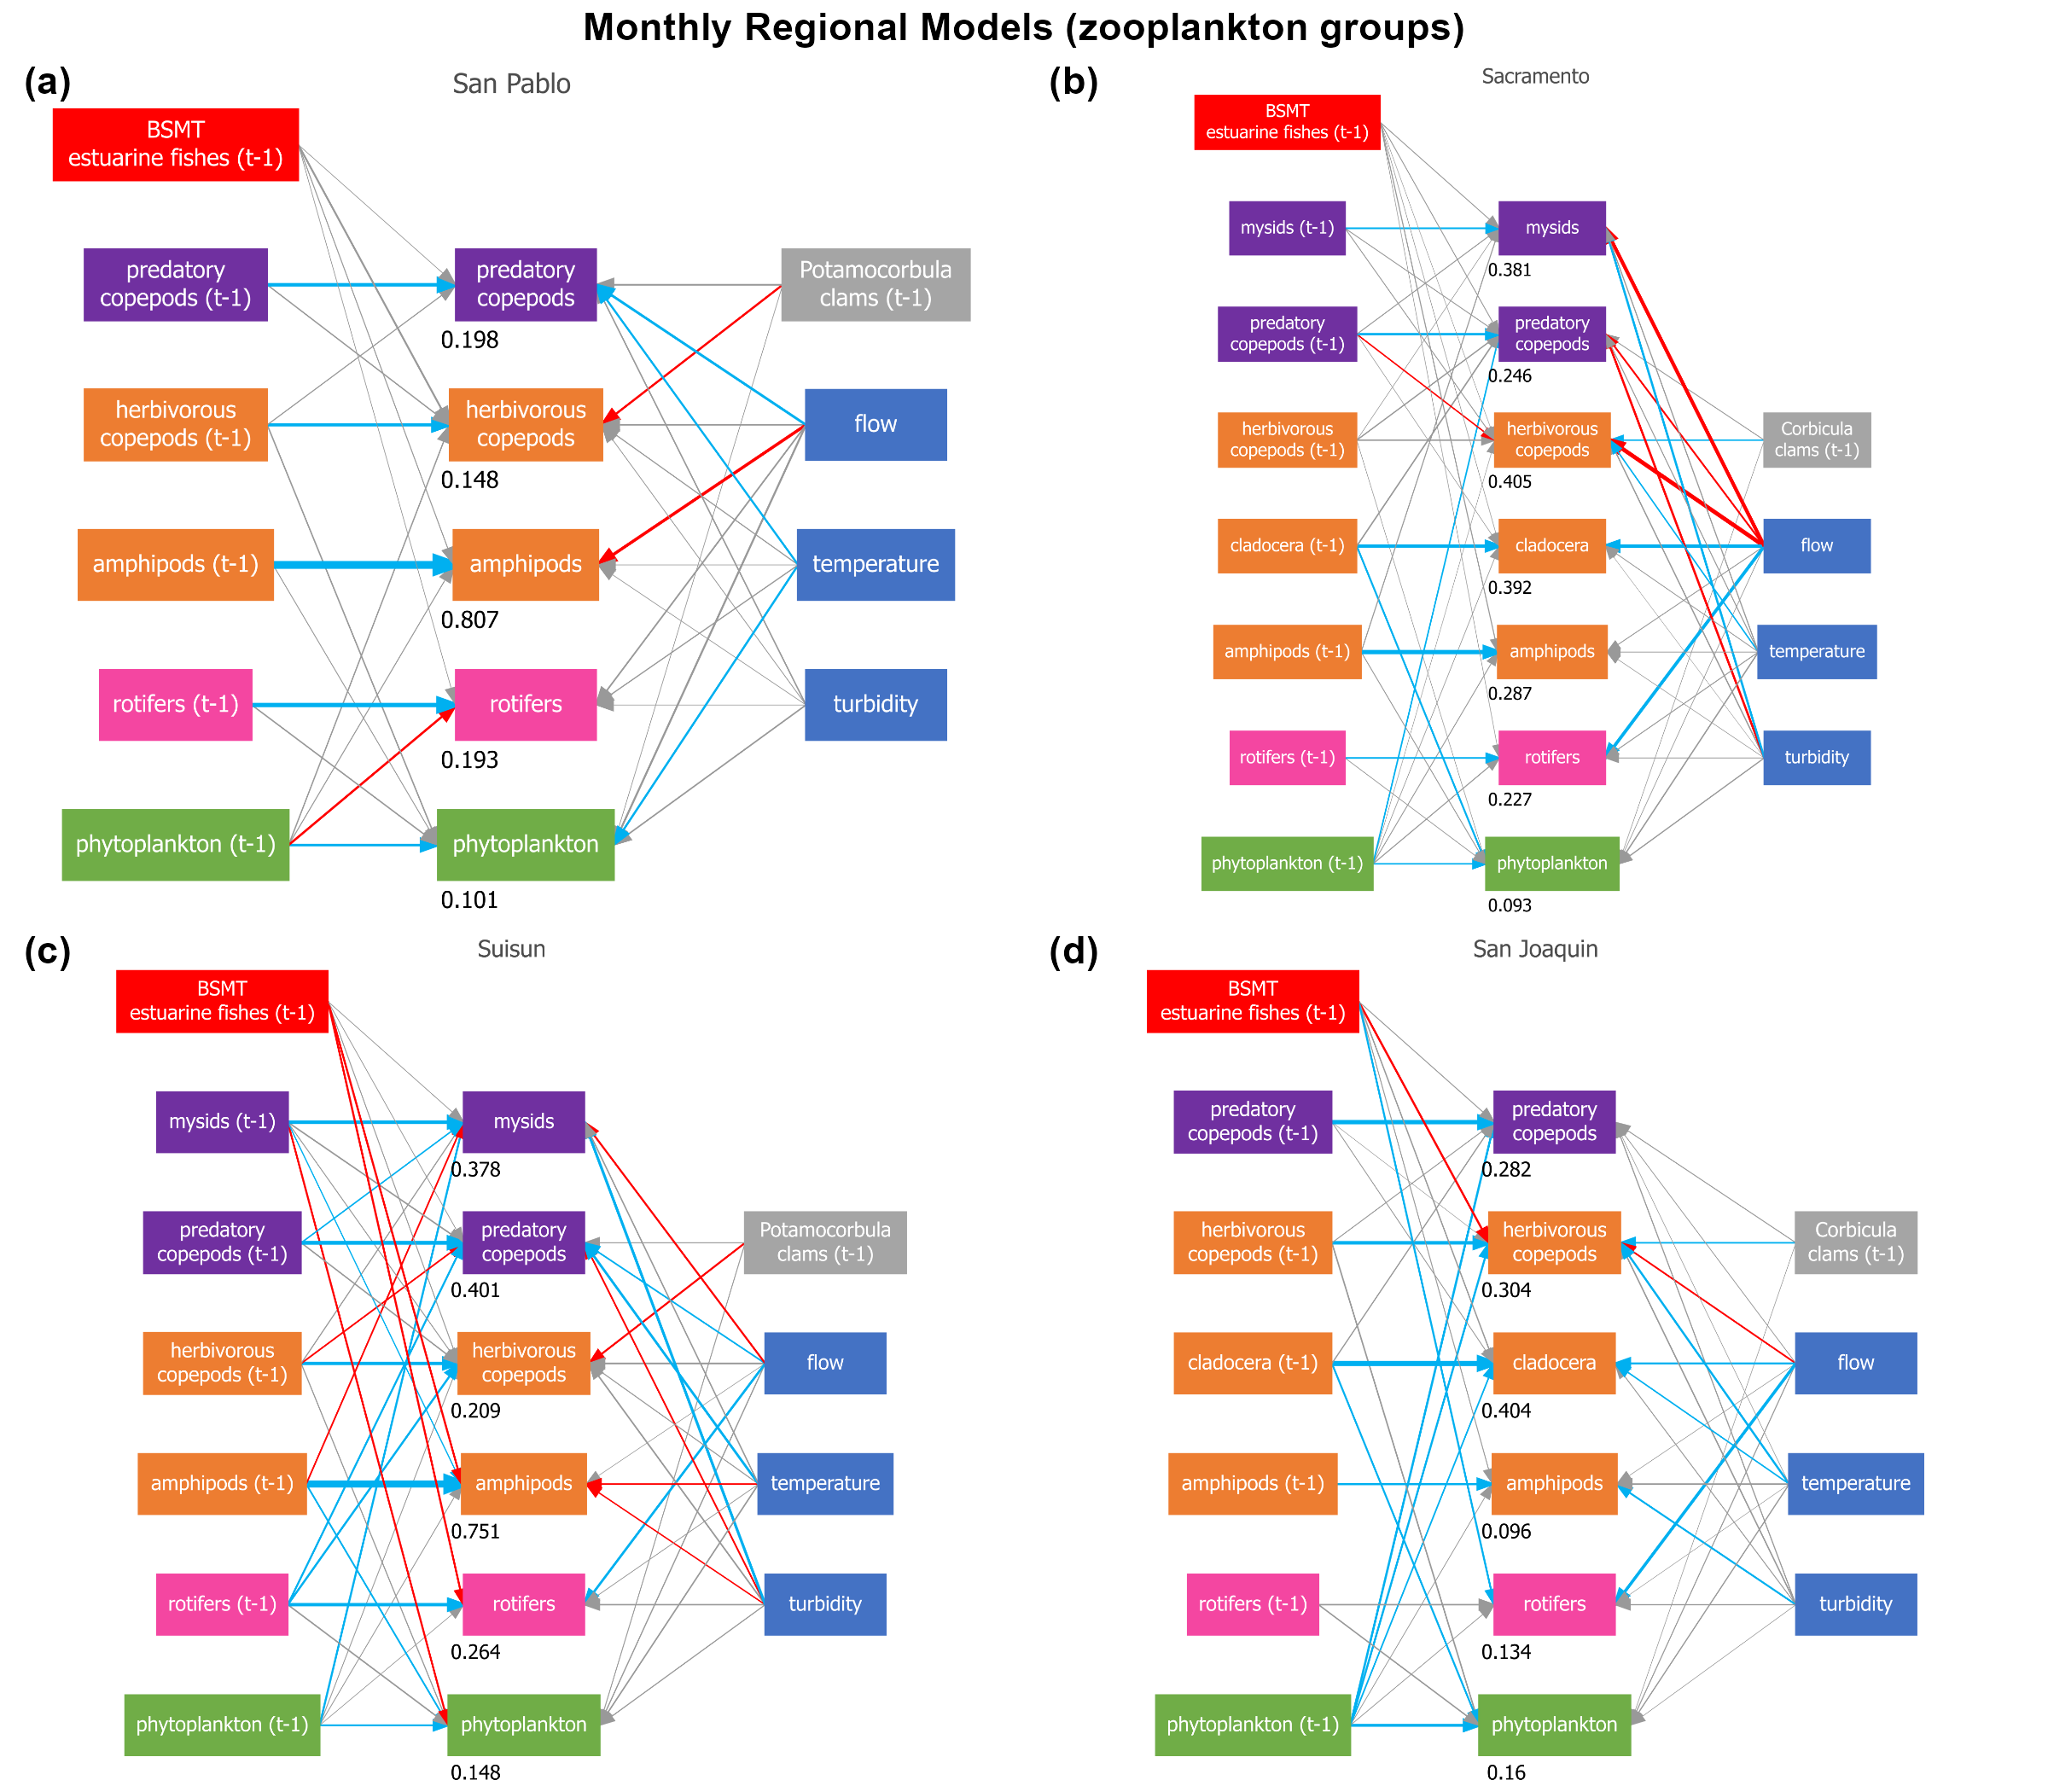 Monthly Regional Models (zooplankton groups)
(a)
San Pablo
BSMT
estuarine fishes (t-1)
predatory
copepods (t-1)
predatory
copepods
0.198
Potamocorbula
clams (t-1)
herbivorous
copepods (t-1)
herbivorous
copepods
0.148
flow
amphipods (t-1)
amphipods
0.807
temperature
rotifers (t-1)
rotifers
0.193
turbidity
phytoplankton (t-1)
phytoplankton
0.101
(b)
Sacramento
BSMT
estuarine fishes (t-1)
mysids (t-1)
mysids
0.381
predatory
copepods (t-1)
predatory
copepods
0.246
herbivorous
copepods (t-1)
herbivorous
copepods
0.405
Corbicula
clams (t-1)
cladocera (t-1)
cladocera
0.392
flow
amphipods (t-1)
amphipods
0.287
temperature
rotifers (t-1)
rotifers
0.227
turbidity
phytoplankton (t-1)
phytoplankton
0.093
(c)
Suisun
BSMT
estuarine fishes (t-1)
mysids (t-1)
mysids
0.378
predatory
copepods (t-1)
predatory
copepods
0.401
Potamocorbula
clams (t-1)
herbivorous
copepods (t-1)
herbivorous
copepods
0.209
flow
amphipods (t-1)
amphipods
0.751
temperature
rotifers (t-1)
rotifers
0.264
turbidity
phytoplankton (t-1)
phytoplankton
0.148
(d)
San Joaquin
BSMT
estuarine fishes (t-1)
predatory
copepods (t-1)
predatory
copepods
0.282
herbivorous
copepods (t-1)
herbivorous
copepods
0.304
Corbicula
clams (t-1)
cladocera (t-1)
cladocera
0.404
flow
amphipods (t-1)
amphipods
0.096
temperature
rotifers (t-1)
rotifers
0.134
turbidity
phytoplankton (t-1)
phytoplankton
0.16